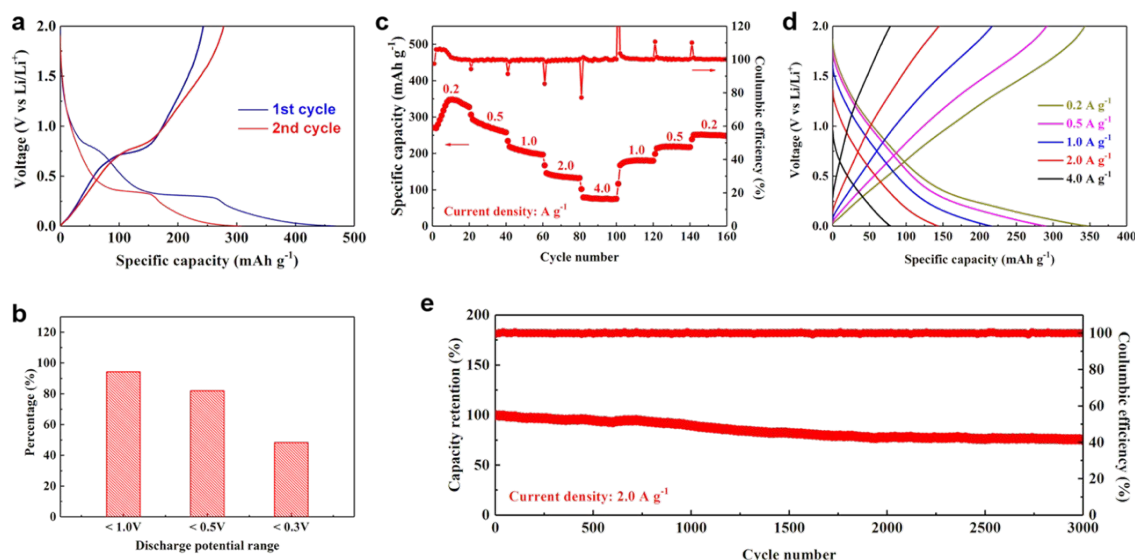 a
2.0
1.5
1.0
0.5
0.0
Voltage (V vs Li/Li⁺)
1st cycle
2nd cycle
0 100 200 300 400 500
Specific capacity (mAh g⁻¹)
c
500
400
300
200
100
0
Specific capacity (mAh g⁻¹)
0.2
0.5
1.0
2.0
4.0
1.0
0.5
0.2
Current density: A g⁻¹
120
100
80
60
40
20
0
Coulumbic efficiency (%)
0 20 40 60 80 100 120 140 160
Cycle number
d
2.0
1.5
1.0
0.5
0.0
Voltage (V vs Li/Li⁺)
0.2 A g⁻¹
0.5 A g⁻¹
1.0 A g⁻¹
2.0 A g⁻¹
4.0 A g⁻¹
0 50 100 150 200 250 300 350 400
Specific capacity (mAh g⁻¹)
b
120
100
80
60
40
20
0
Percentage (%)
< 1.0V < 0.5V < 0.3V
Discharge potential range
e
200
175
150
125
100
75
50
25
0
Capacity retention (%)
Current density: 2.0 A g⁻¹
100
80
60
40
20
0
Coulumbic efficiency (%)
0 500 1000 1500 2000 2500 3000
Cycle number